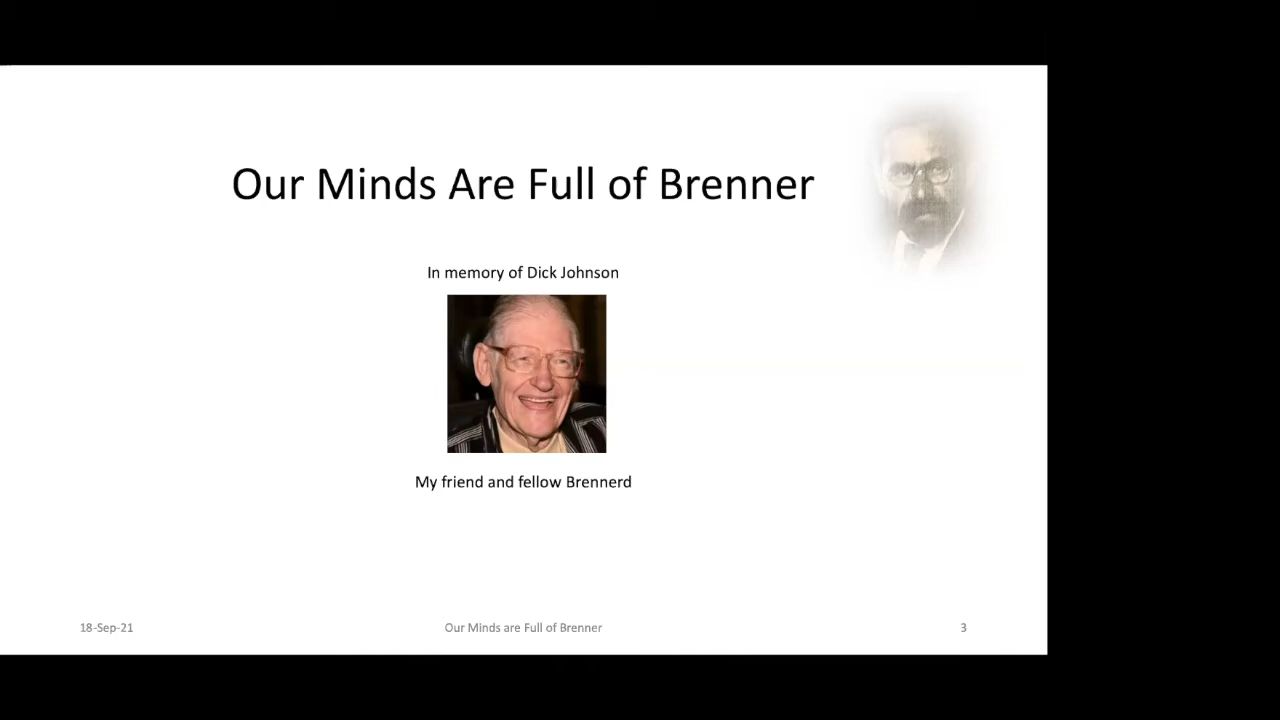 Our Minds Are Full of Brenner
In memory of Dick Johnson
My friend and fellow Brennerd
18-Sep-21
Our Minds are Full of Brenner
3